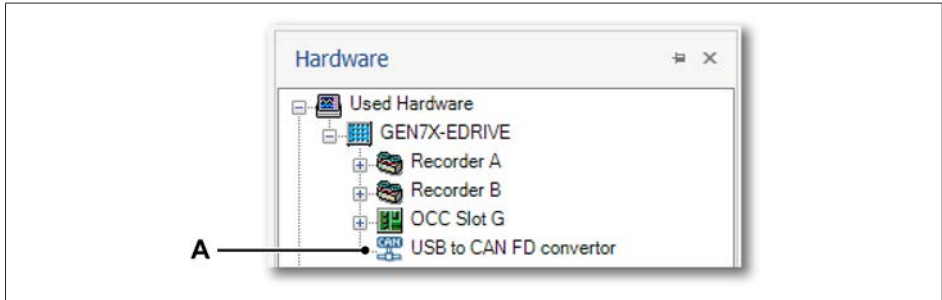 Hardware
Used Hardware
GEN7X-EDRIVE
Recorder A
Recorder B
OCC Slot G
A
CAN
USB to CAN FD convertor